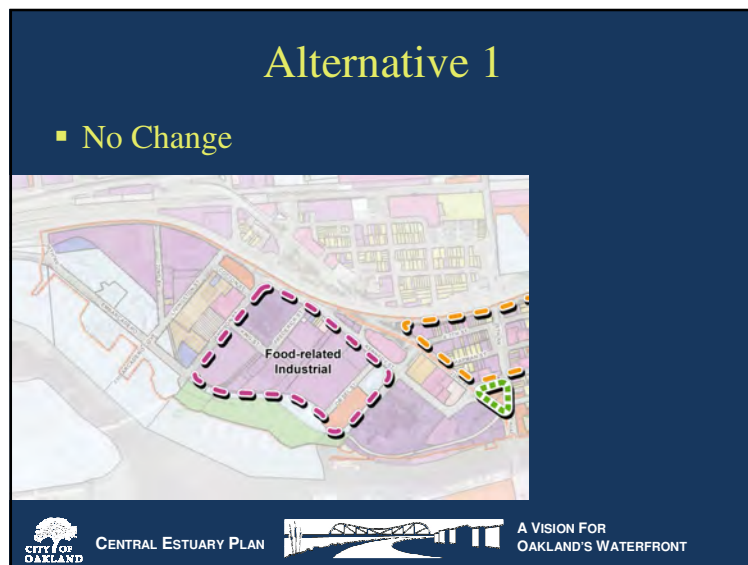 Alternative 1
▪ No Change
Food-related
Industrial
CITY OF
OAKLAND
CENTRAL ESTUARY PLAN
A VISION FOR
OAKLAND'S WATERFRONT